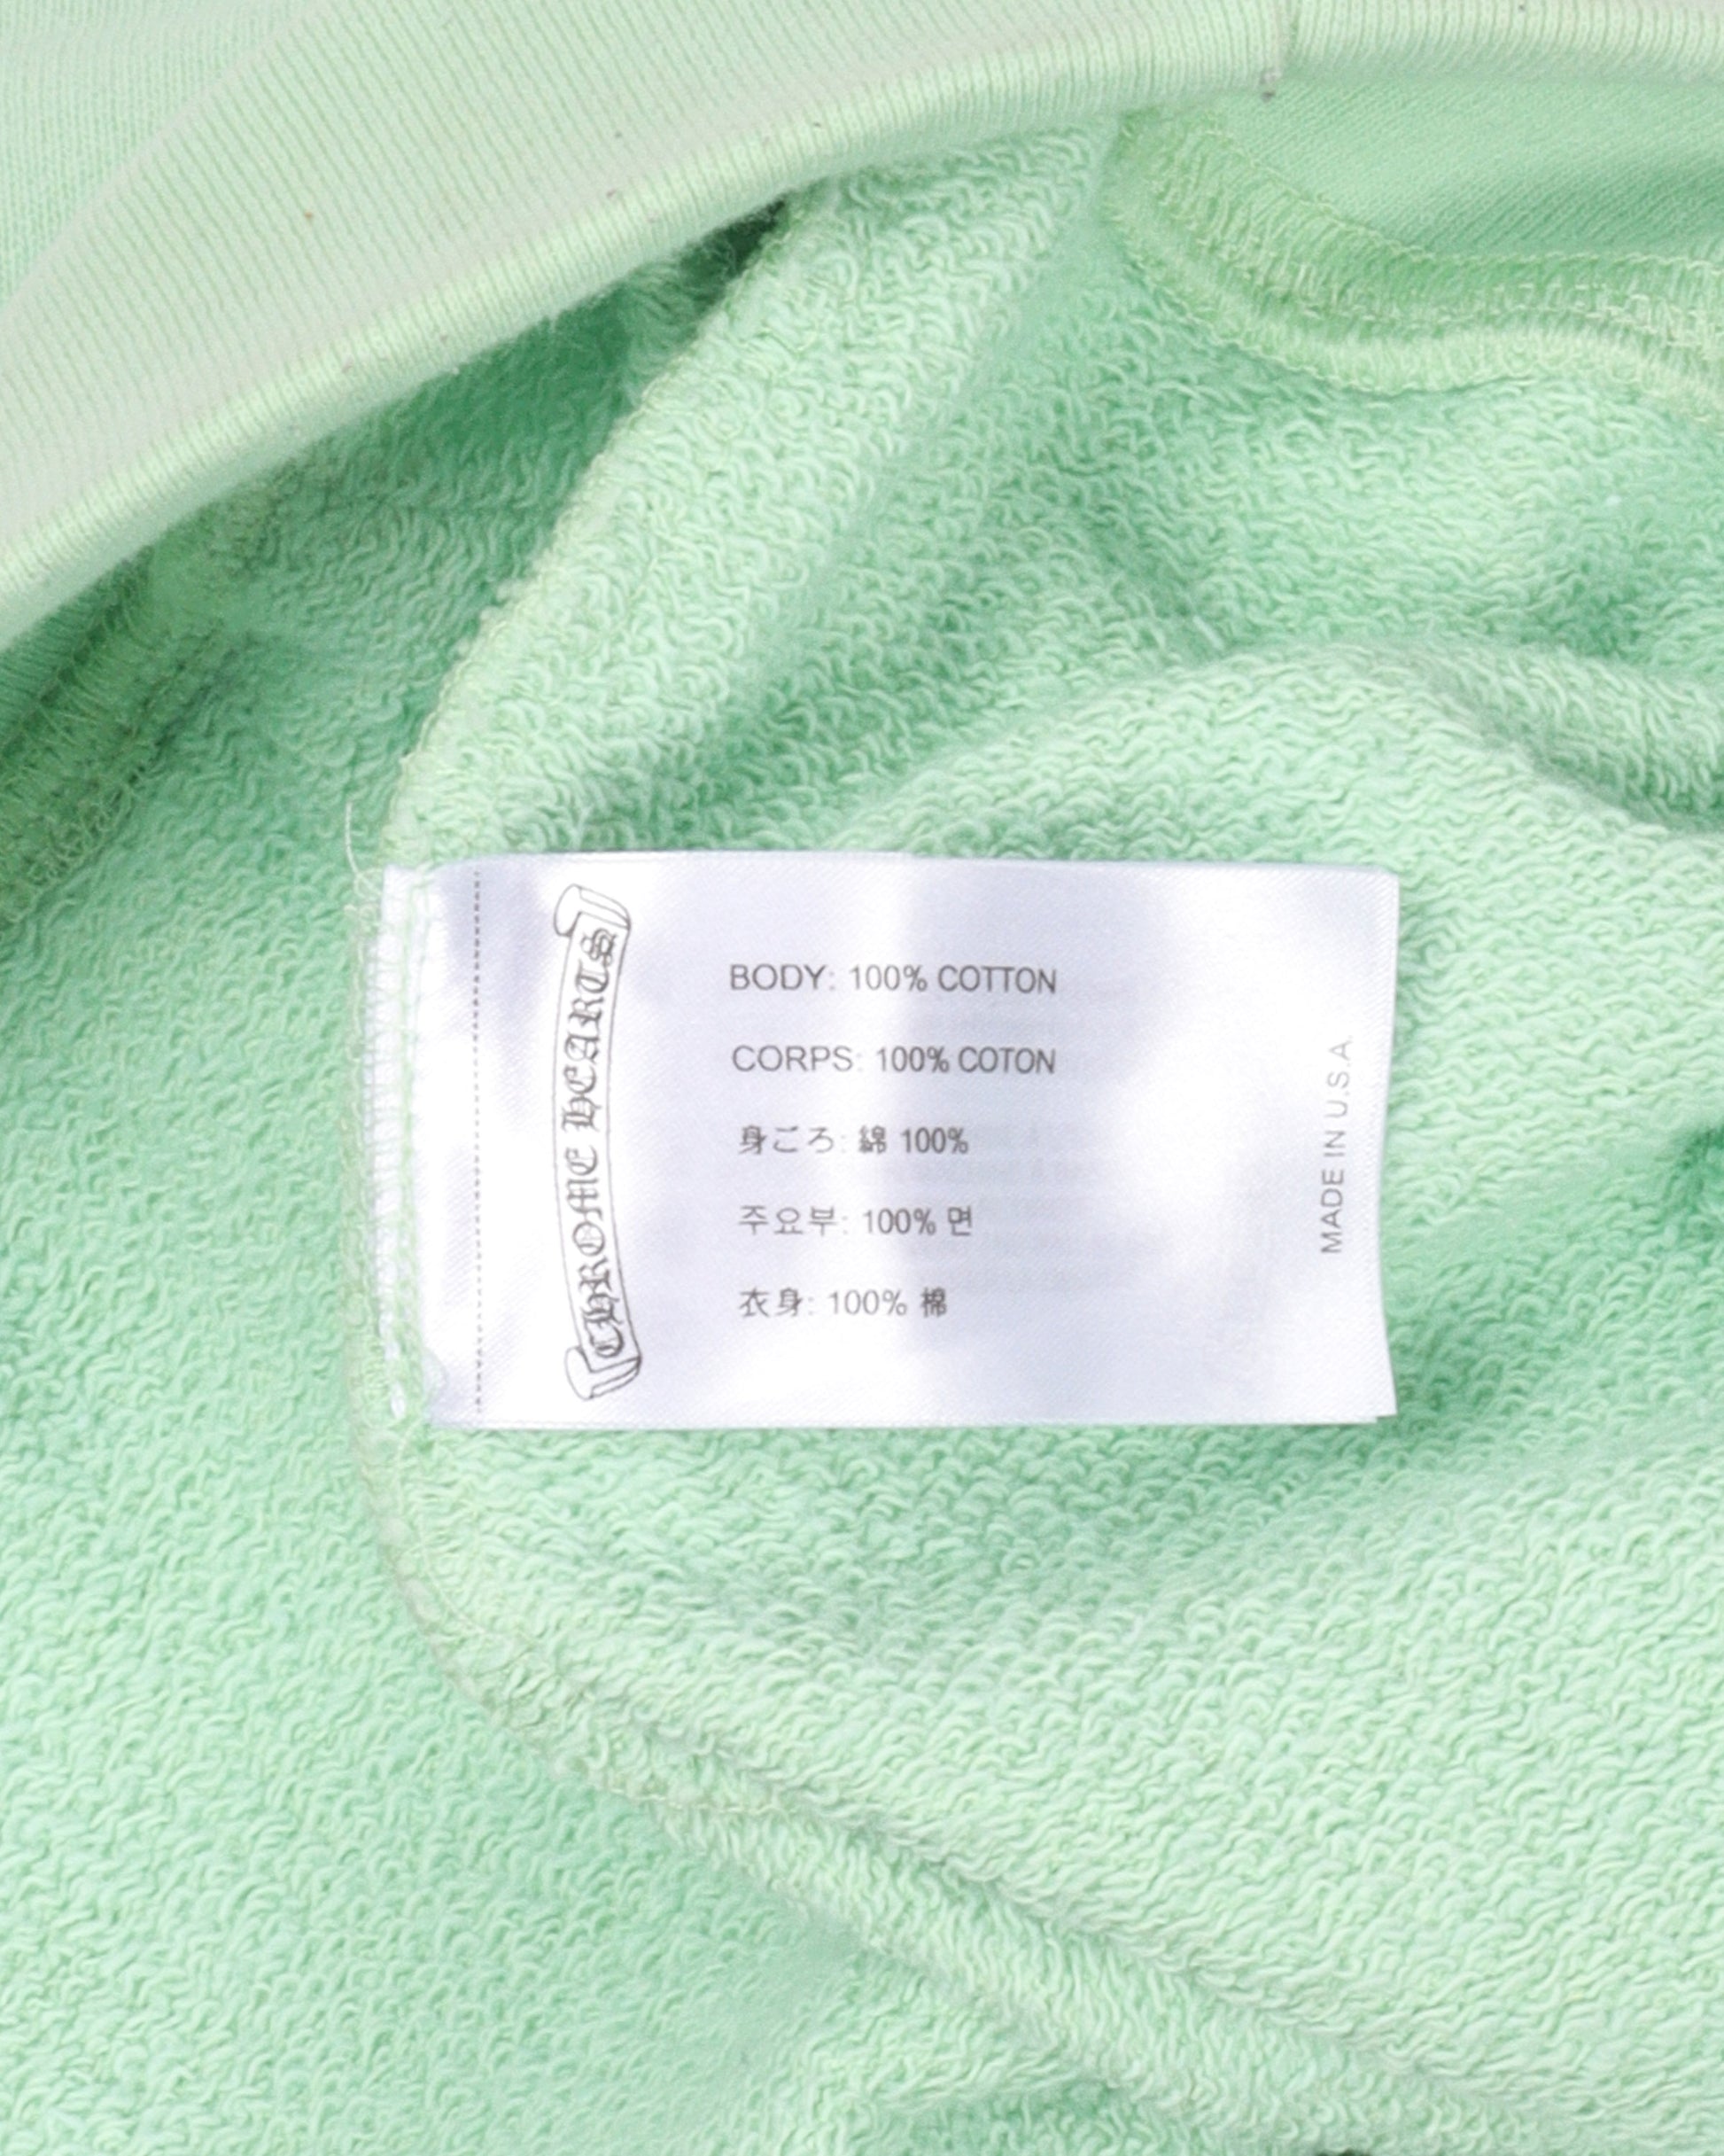 CHROME HEARTS
BODY: 100% COTTON
CORPS: 100% COTON
身ごろ: 綿 100%
주요부: 100% 면
衣身: 100% 棉
MADE IN U.S.A.